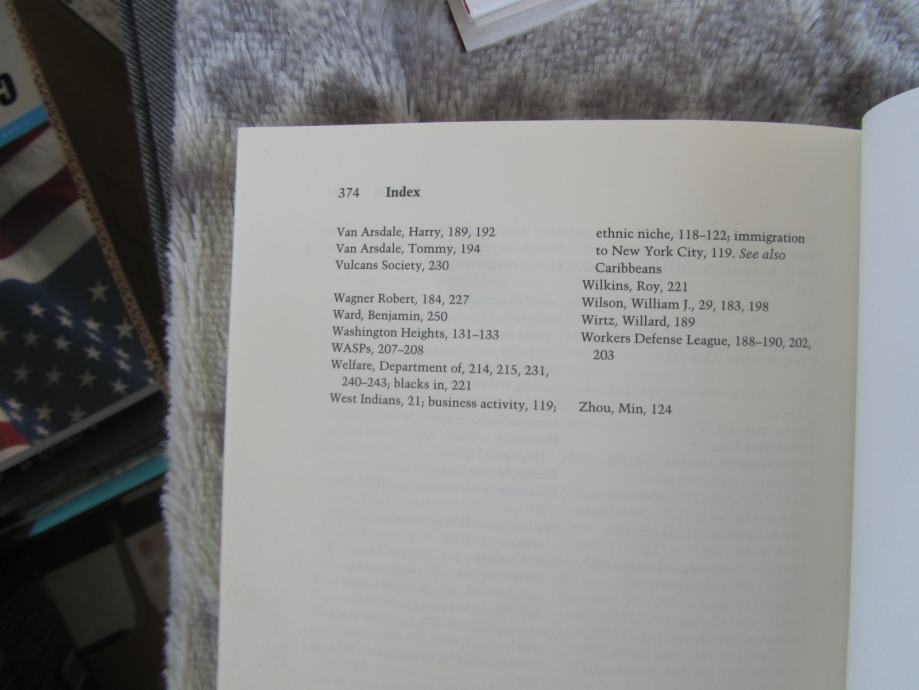 374 Index
Van Arsdale, Harry, 189, 192
Van Arsdale, Tommy, 194
Vulcans Society, 230
Wagner Robert, 184, 227
Ward, Benjamin, 250
Washington Heights, 131–133
WASPs, 207–208
Welfare, Department of, 214, 215, 231,
240–243; blacks in, 221
West Indians, 21; business activity, 119;
ethnic niche, 118–122; immigration
to New York City, 119. See also
Caribbeans
Wilkins, Roy, 221
Wilson, William J., 29, 183, 198
Wirtz, Willard, 189
Workers Defense League, 188–190, 202,
203
Zhou, Min, 124